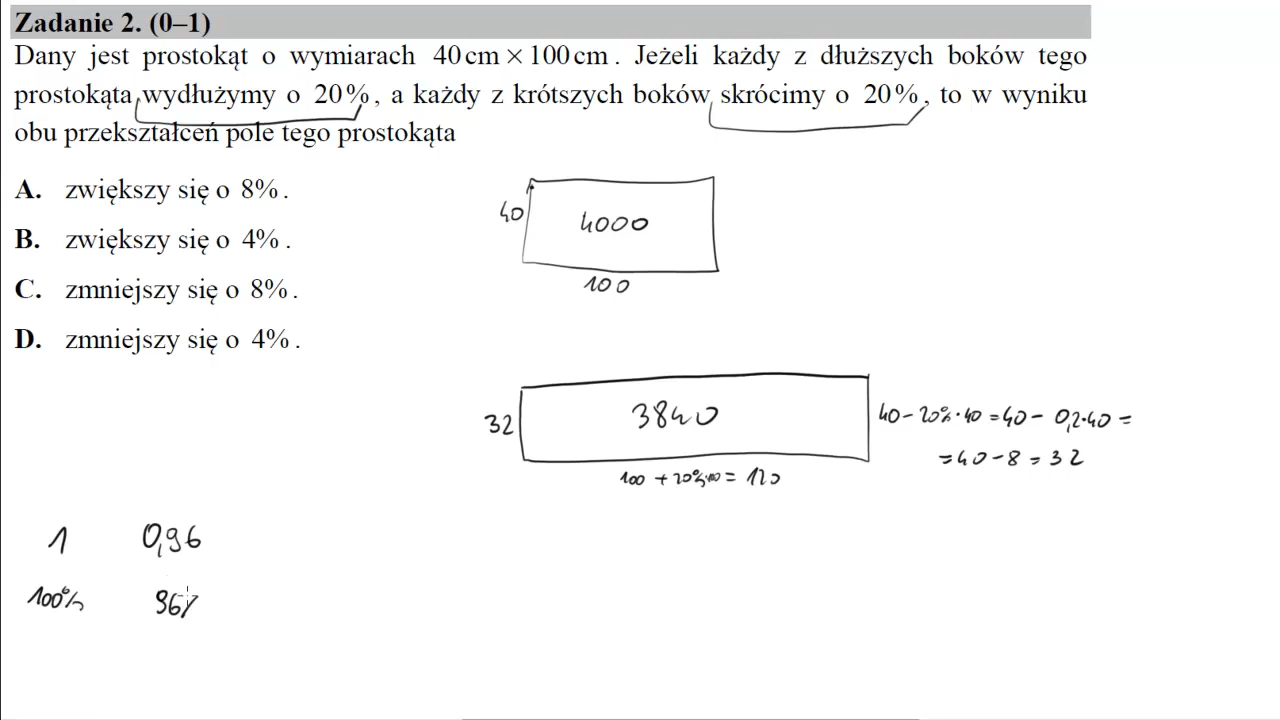 Zadanie 2. (0–1)
Dany jest prostokąt o wymiarach 40 cm × 100 cm. Jeżeli każdy z dłuższych boków tego
prostokąta wydłużymy o 20%, a każdy z krótszych boków skrócimy o 20%, to w wyniku
obu przekształceń pole tego prostokąta
A. zwiększy się o 8%.
B. zwiększy się o 4%.
C. zmniejszy się o 8%.
D. zmniejszy się o 4%.
40
4000
100
32
3840
40 - 20% · 40 = 40 - 0,2 · 40 =
= 40 - 8 = 32
100 + 20% · 100 = 120
1 0,96
100% 96%